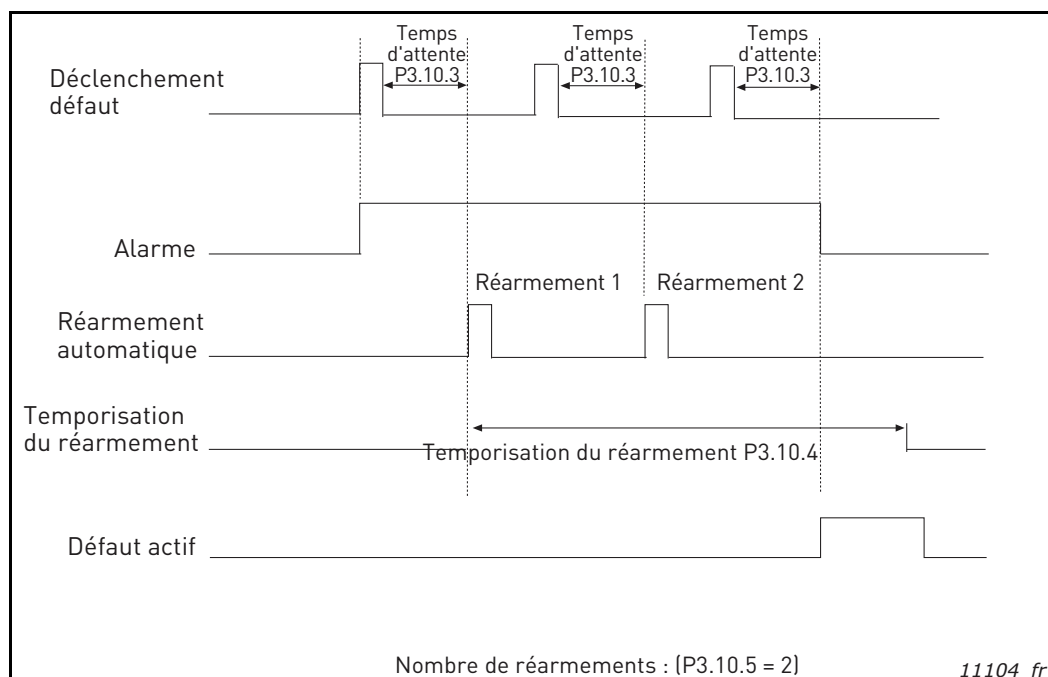 Temps
d'attente
P3.10.3
Temps
d'attente
P3.10.3
Temps
d'attente
P3.10.3
Déclenchement
défaut
Alarme
Réarmement 1
Réarmement 2
Réarmement
automatique
Temporisation
du réarmement
Temporisation du réarmement P3.10.4
Défaut actif
Nombre de réarmements : (P3.10.5 = 2)
11104_fr